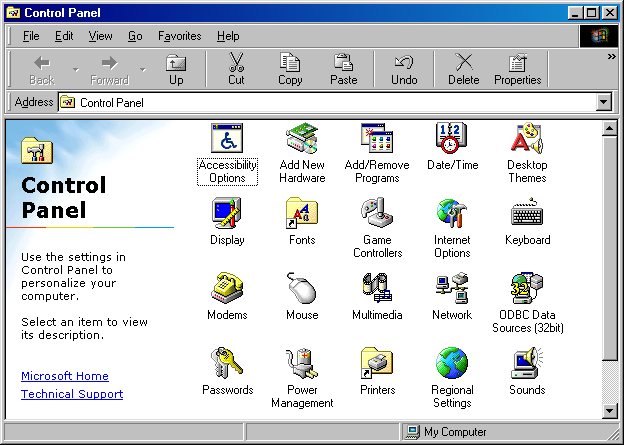 Control Panel
File Edit View Go Favorites Help
Back Forward Up Cut Copy Paste Undo Delete Properties »
Address Control Panel
Control
Panel
Use the settings in
Control Panel to
personalize your
computer.
Select an item to view
its description.
Microsoft Home
Technical Support
Accessibility
Options
Add New
Hardware
Add/Remove
Programs
Date/Time
Desktop
Themes
Display
Fonts
Game
Controllers
Internet
Options
Keyboard
Modems
Mouse
Multimedia
Network
ODBC Data
Sources (32bit)
Passwords
Power
Management
Printers
Regional
Settings
Sounds
My Computer